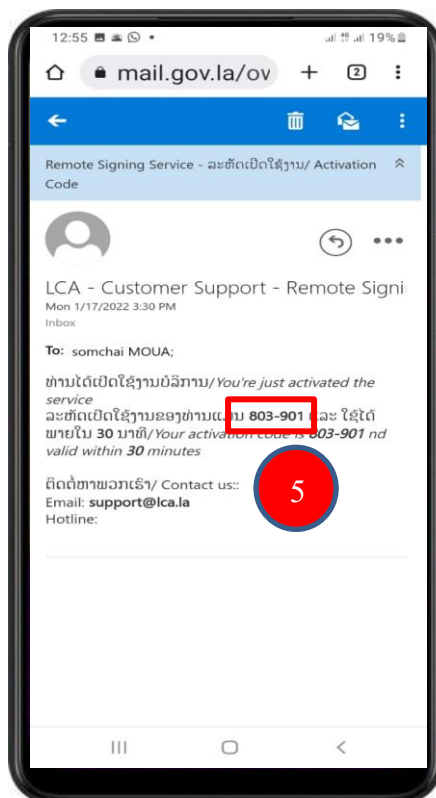 12:55
19%
mail.gov.la/ov
2
Remote Signing Service - ລະຫັດເປີດໃຊ້ງານ/ Activation
Code
LCA - Customer Support - Remote Signi
Mon 1/17/2022 3:30 PM
Inbox
To: somchai MOUA;
ທ່ານໄດ້ເປີດໃຊ້ງານບໍລິການ/You're just activated the
service
ລະຫັດເປີດໃຊ້ງານຂອງທ່ານແມ່ນ 803-901 ແລະ ໃຊ້ໄດ້
ພາຍໃນ 30 ນາທີ/Your activation code is 803-901 nd
valid within 30 minutes
ຕິດຕໍ່ຫາພວກເຮົາ/ Contact us::
Email: support@lca.la
Hotline:
5